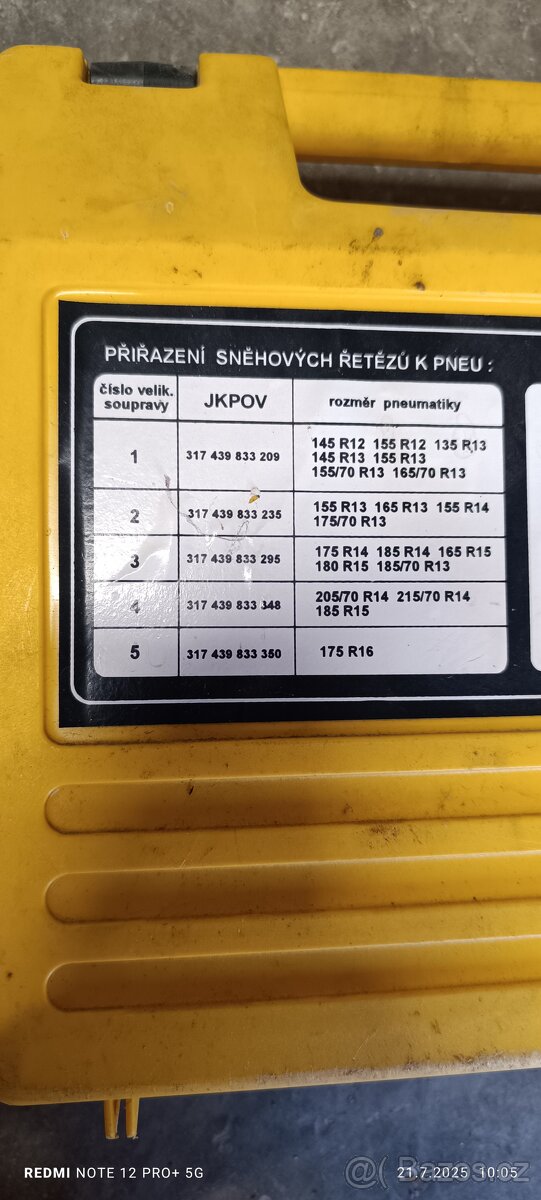 PŘIŘAZENÍ SNĚHOVÝCH ŘETĚZŮ K PNEU :
číslo velik. soupravy JKPOV rozměr pneumatiky
1 317 439 833 209 145 R12 155 R12 135 R13
145 R13 155 R13
155/70 R13 165/70 R13
2 317 439 833 235 155 R13 165 R13 155 R14
175/70 R13
3 317 439 833 295 175 R14 185 R14 165 R15
180 R15 185/70 R13
4 317 439 833 348 205/70 R14 215/70 R14
185 R15
5 317 439 833 350 175 R16
REDMI NOTE 12 PRO+ 5G
21.7.2025 10:05
@ Bazos.cz